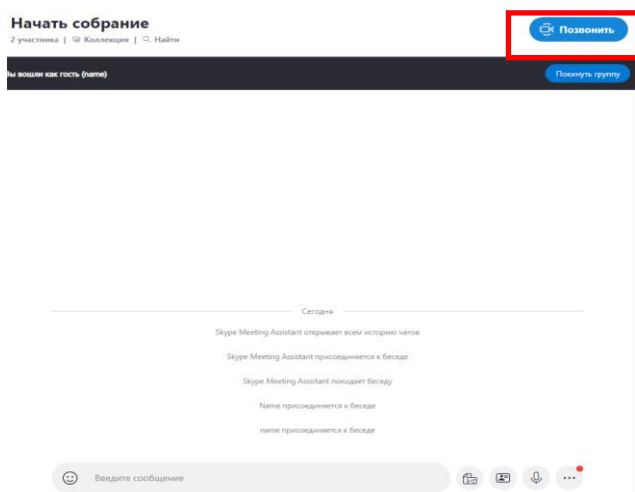 Начать собрание
2 участника | Коллекция | Найти
Позвонить
Вы вошли как гость (name)
Покинуть группу
Сегодня
Skype Meeting Assistant открывает всем историю чатов
Skype Meeting Assistant присоединяется к беседе
Skype Meeting Assistant покидает беседу
Name присоединяется к беседе
name присоединяется к беседе
Введите сообщение